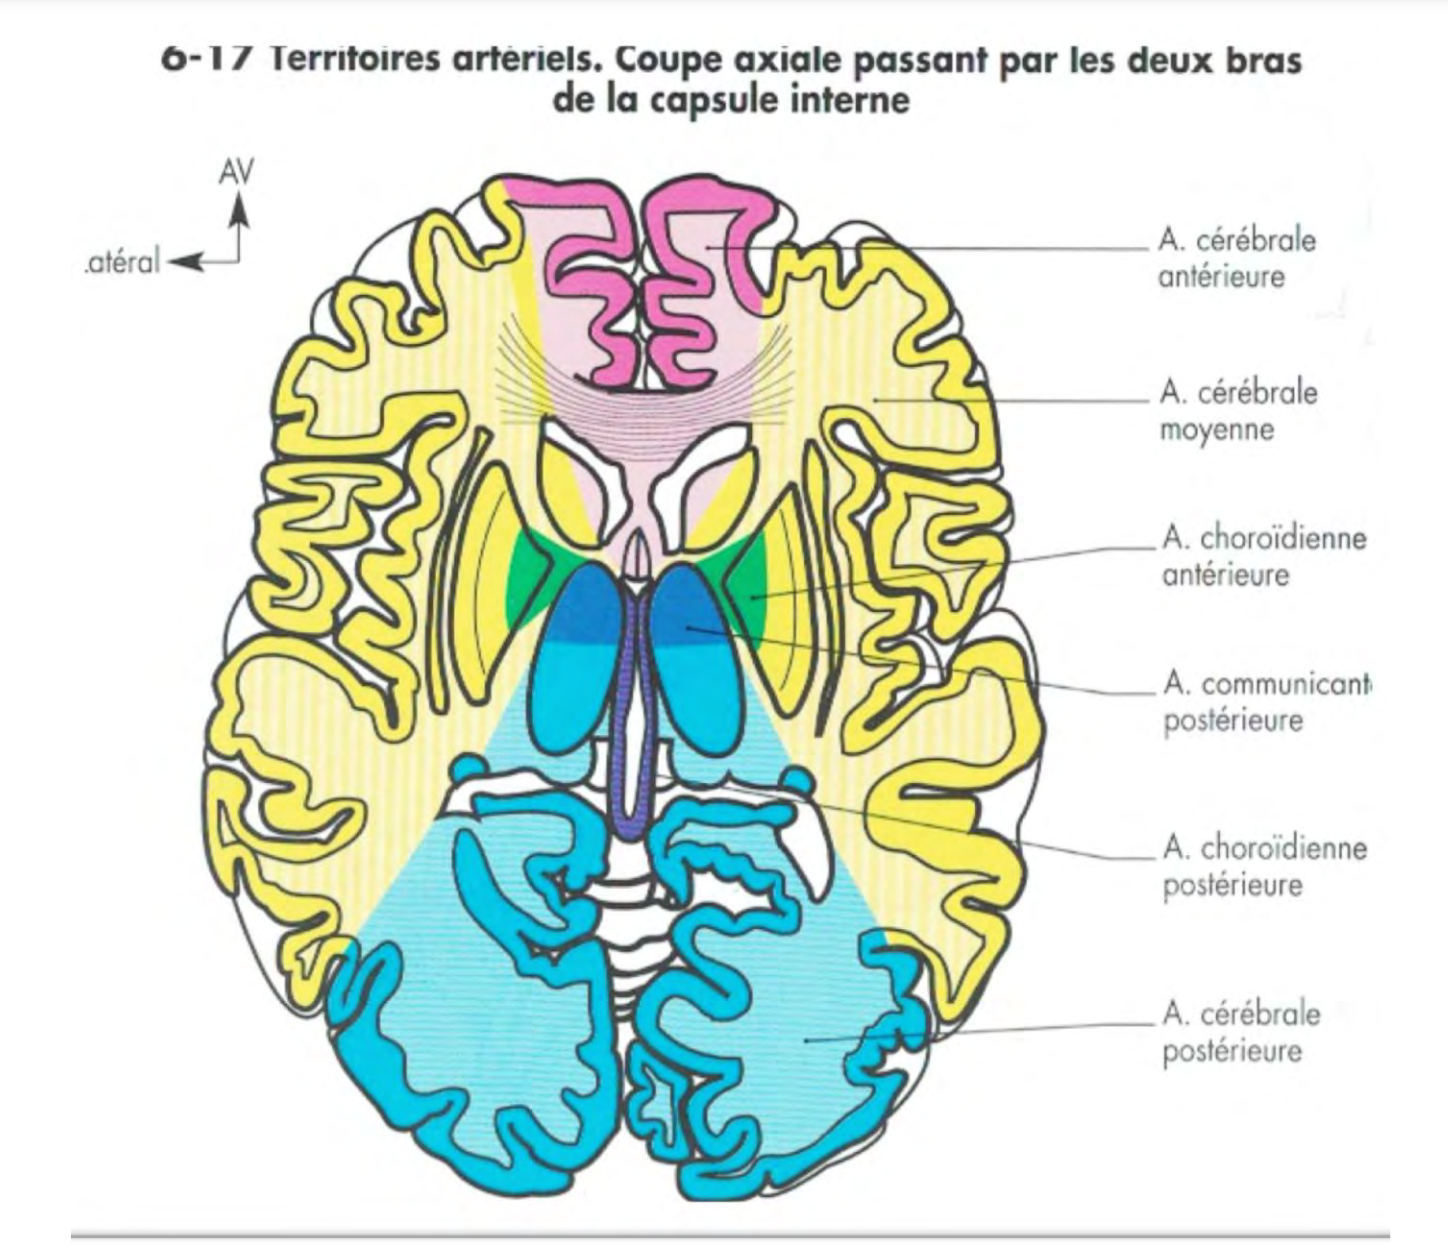 6-17 Territoires artériels. Coupe axiale passant par les deux bras
de la capsule interne
AV
.atéral
A. cérébrale
antérieure
A. cérébrale
moyenne
A. choroïdienne
antérieure
A. communicant
postérieure
A. choroïdienne
postérieure
A. cérébrale
postérieure